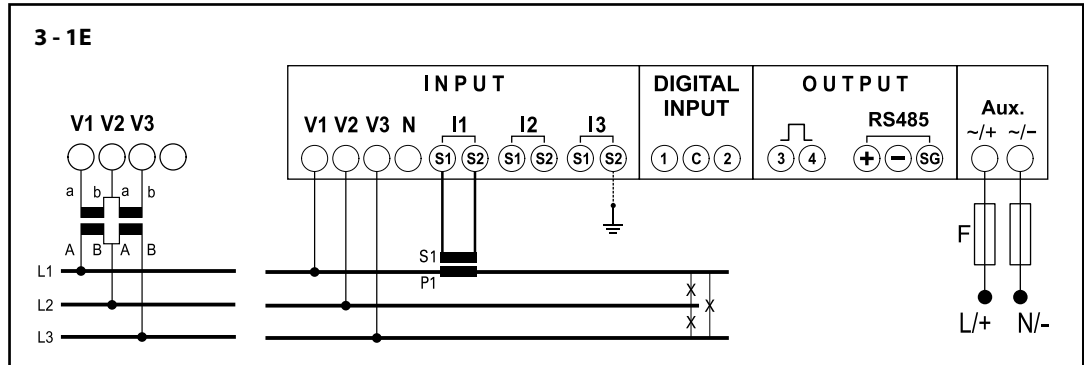 3 - 1E
INPUT
DIGITAL INPUT
OUTPUT
V1 V2 V3
V1 V2 V3 N I1 I2 I3
RS485
Aux.
~/+ ~/−
S1 S2 S1 S2 S1 S2
1 C 2
3 4
+ − SG
a b a b
A B A B
S1
P1
F
L1
L2
L3
X
X
X
L/+ N/-